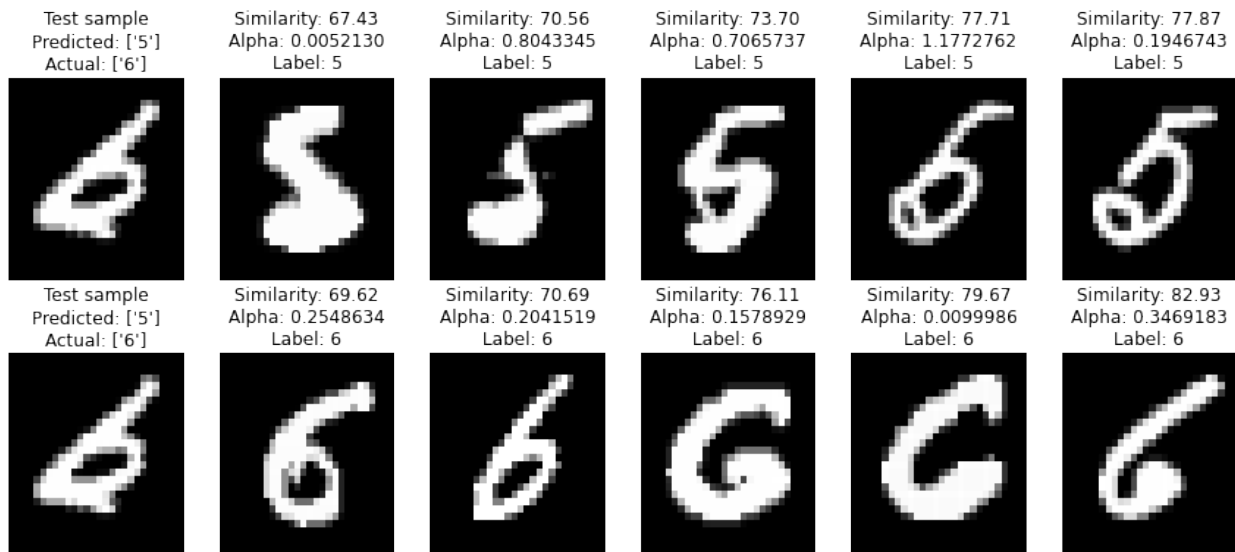 Test sample
Predicted: ['5']
Actual: ['6']
Similarity: 67.43
Alpha: 0.0052130
Label: 5
Similarity: 70.56
Alpha: 0.8043345
Label: 5
Similarity: 73.70
Alpha: 0.7065737
Label: 5
Similarity: 77.71
Alpha: 1.1772762
Label: 5
Similarity: 77.87
Alpha: 0.1946743
Label: 5
Test sample
Predicted: ['5']
Actual: ['6']
Similarity: 69.62
Alpha: 0.2548634
Label: 6
Similarity: 70.69
Alpha: 0.2041519
Label: 6
Similarity: 76.11
Alpha: 0.1578929
Label: 6
Similarity: 79.67
Alpha: 0.0099986
Label: 6
Similarity: 82.93
Alpha: 0.3469183
Label: 6